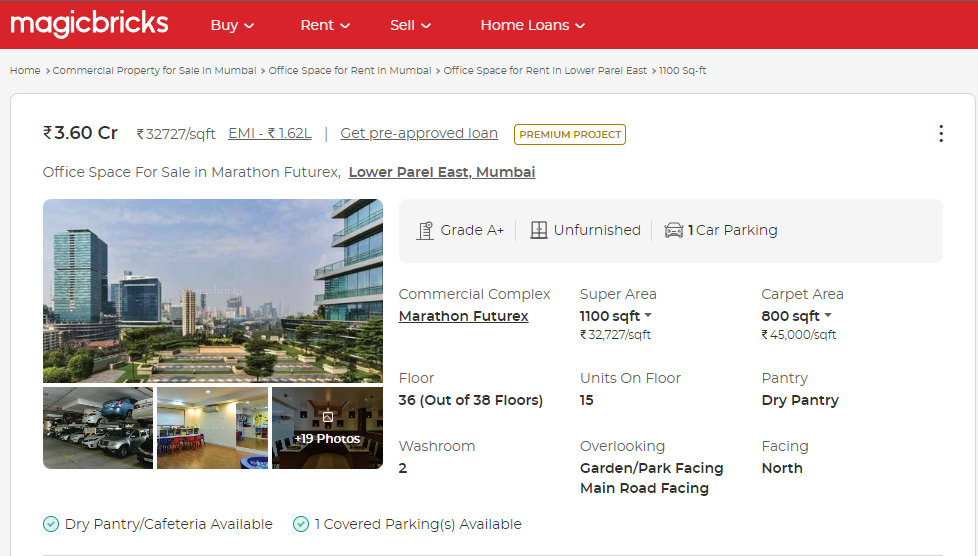 magicbricks
Buy Rent Sell Home Loans
Home > Commercial Property for Sale in Mumbai > Office Space for Rent in Mumbai > Office Space for Rent in Lower Parel East > 1100 Sq-ft
₹3.60 Cr ₹32727/sqft EMI - ₹ 1.62L | Get pre-approved loan PREMIUM PROJECT
Office Space For Sale in Marathon Futurex, Lower Parel East, Mumbai
magicbricks
+19 Photos
Grade A+ Unfurnished 1 Car Parking
Commercial Complex
Marathon Futurex
Super Area
1100 sqft
₹32,727/sqft
Carpet Area
800 sqft
₹45,000/sqft
Floor
36 (Out of 38 Floors)
Units On Floor
15
Pantry
Dry Pantry
Washroom
2
Overlooking
Garden/Park Facing
Main Road Facing
Facing
North
Dry Pantry/Cafeteria Available 1 Covered Parking(s) Available